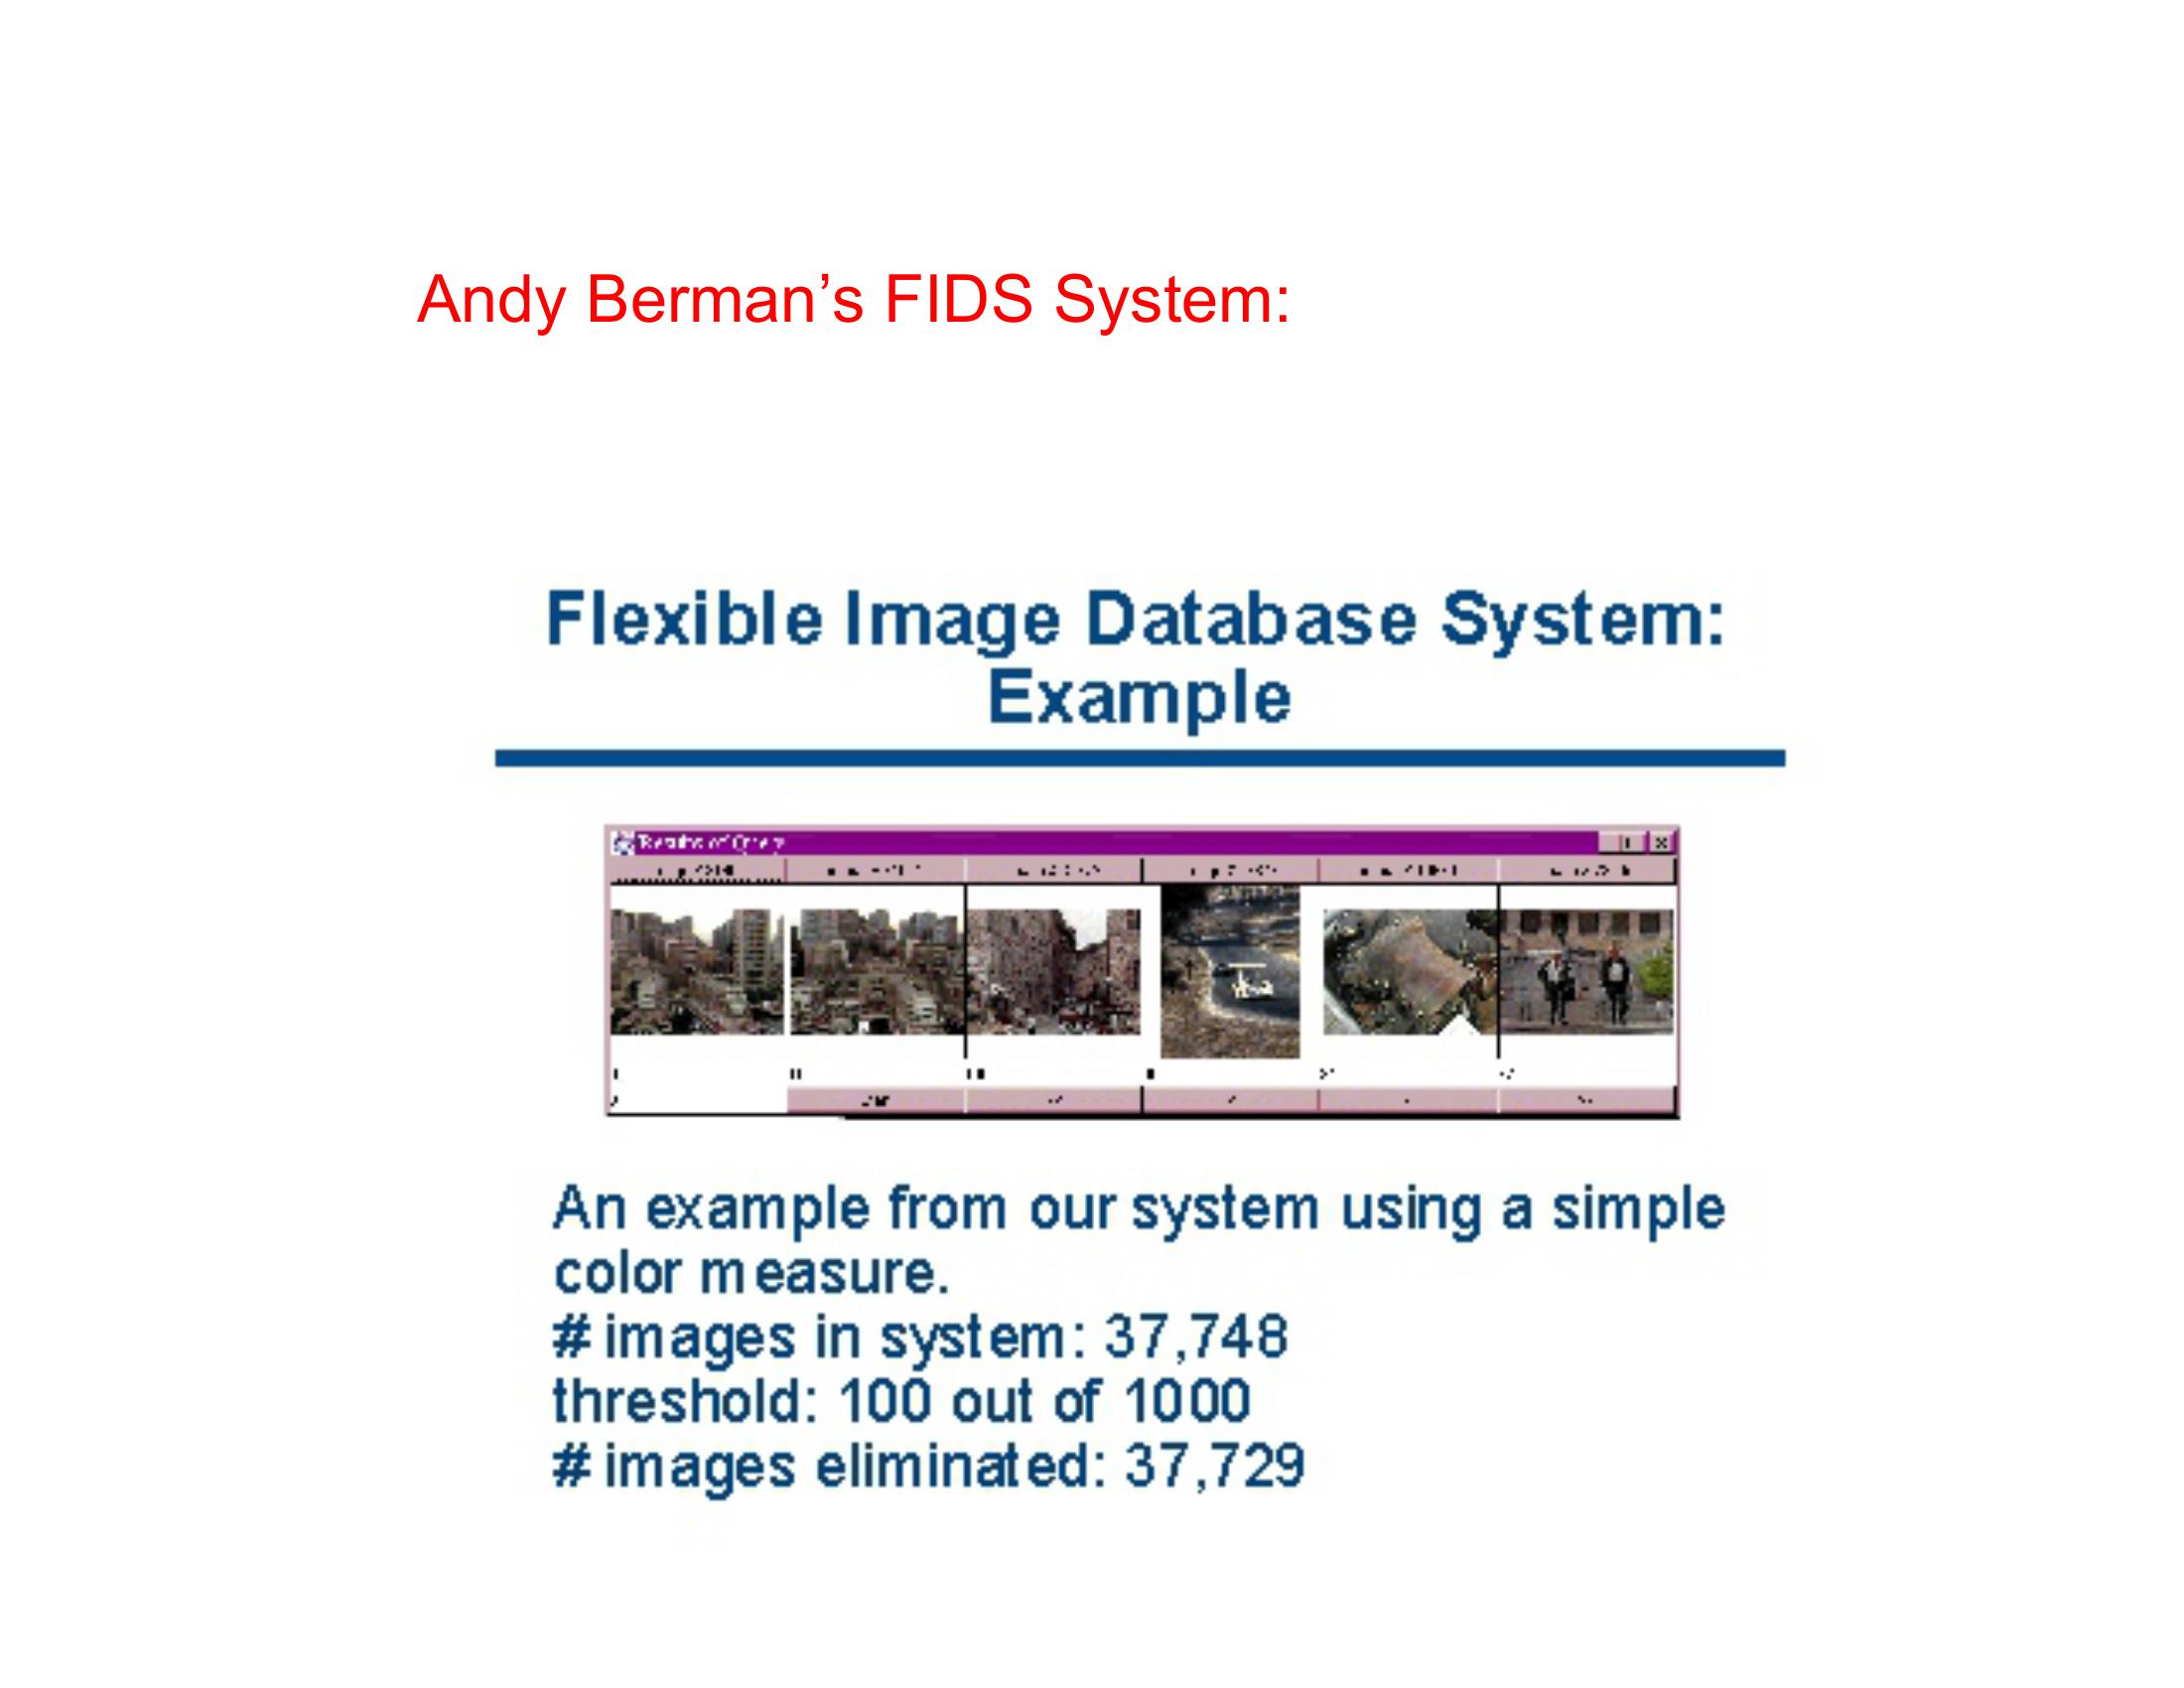 Andy Berman’s FIDS System:
Flexible Image Database System:
Example
Results of Query
An example from our system using a simple
color measure.
# images in system: 37,748
threshold: 100 out of 1000
# images eliminated: 37,729